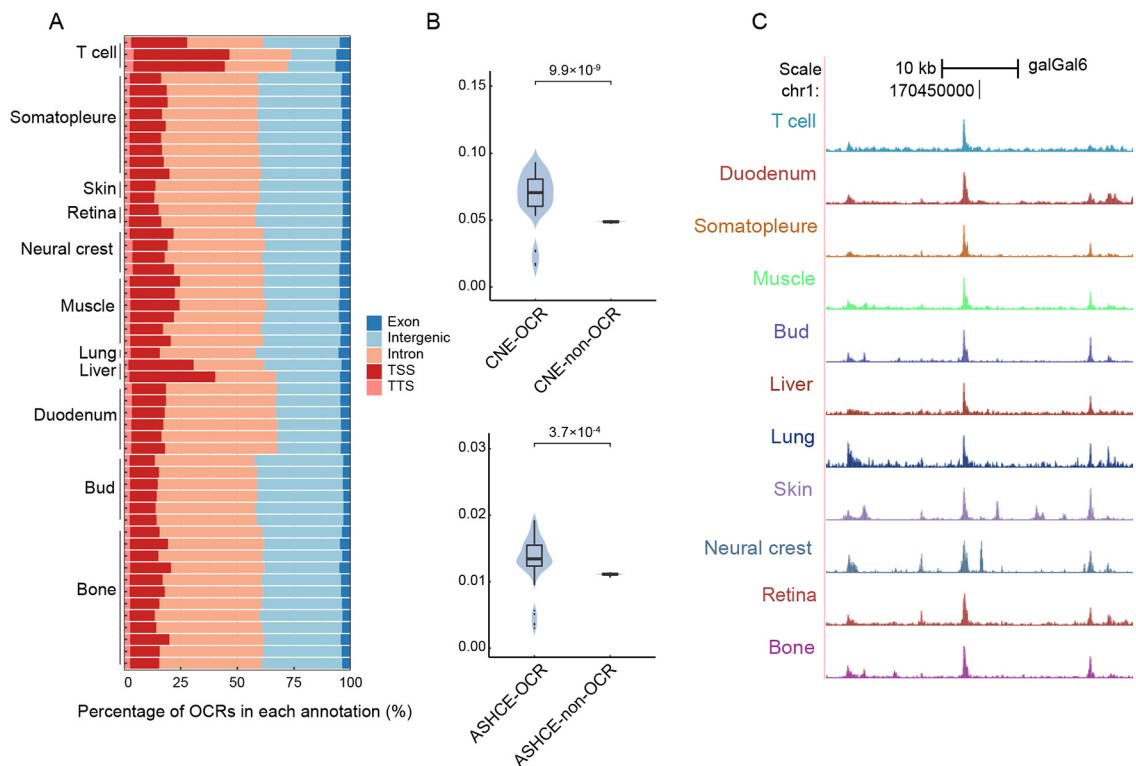 A
T cell
Somatopleure
Skin
Retina
Neural crest
Muscle
Lung
Liver
Duodenum
Bud
Bone
0 25 50 75 100
Percentage of OCRs in each annotation (%)
Exon
Intergenic
Intron
TSS
TTS
B
9.9×10⁻⁹
0.15
0.10
0.05
0.00
CNE-OCR
CNE-non-OCR
3.7×10⁻⁴
0.03
0.02
0.01
0.00
ASHCE-OCR
ASHCE-non-OCR
C
Scale 10 kb galGal6
chr1: 170450000
T cell
Duodenum
Somatopleure
Muscle
Bud
Liver
Lung
Skin
Neural crest
Retina
Bone